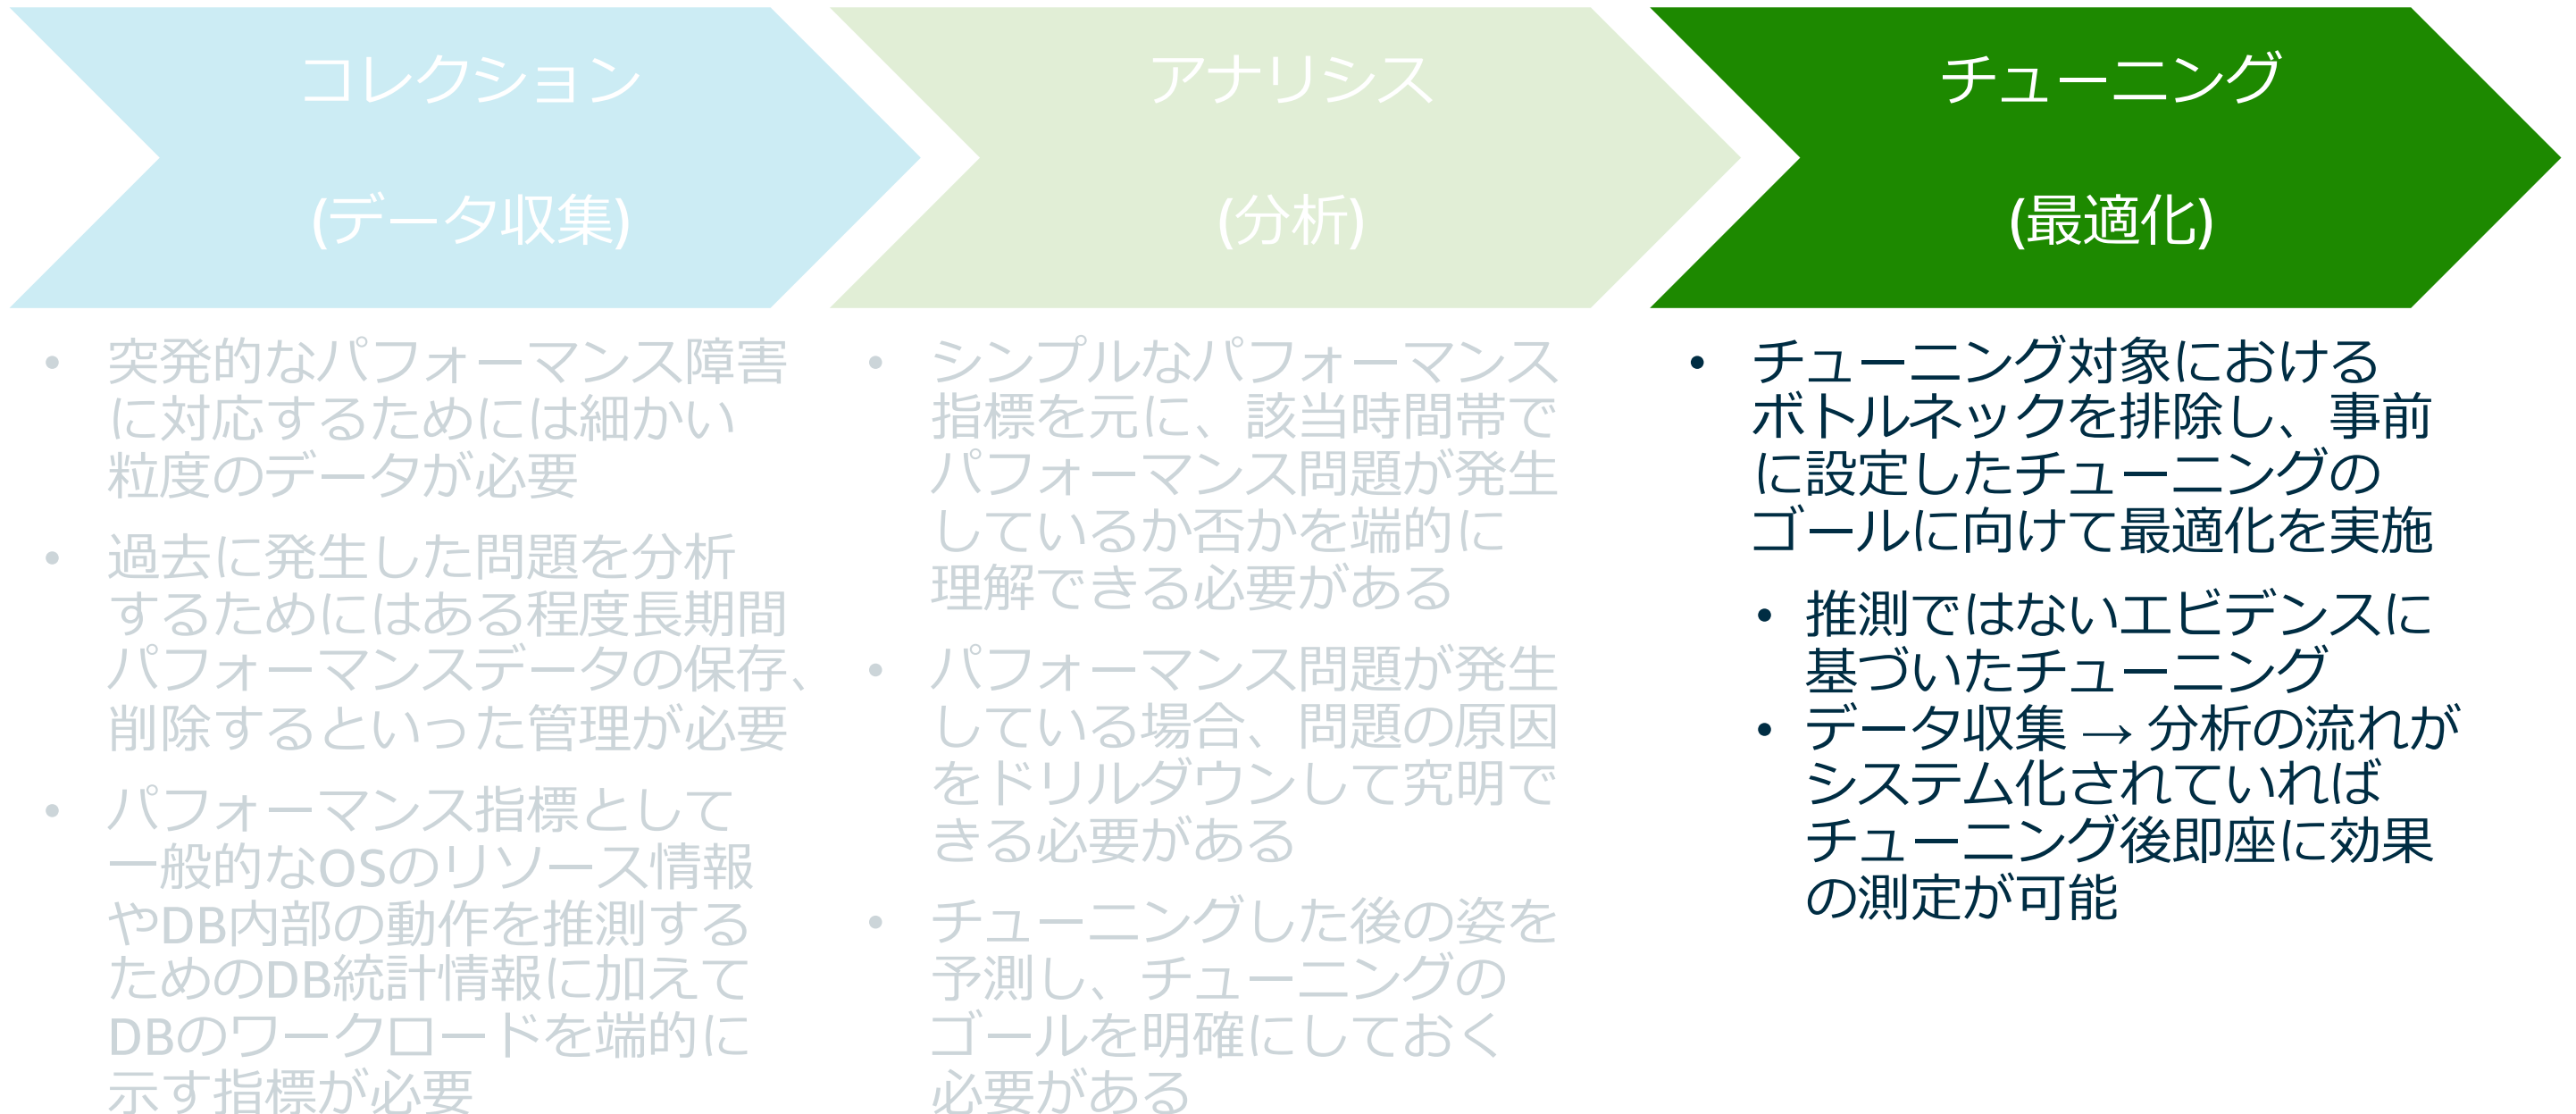 コレクション
(データ収集)
• 突発的なパフォーマンス障害
に対応するためには細かい
粒度のデータが必要
• 過去に発生した問題を分析
するためにはある程度長期間
パフォーマンスデータの保存、
削除するといった管理が必要
• パフォーマンス指標として
一般的なOSのリソース情報
やDB内部の動作を推測する
ためのDB統計情報に加えて
DBのワークロードを端的に
示す指標が必要
アナリシス
(分析)
• シンプルなパフォーマンス
指標を元に、該当時間帯で
パフォーマンス問題が発生
しているか否かを端的に
理解できる必要がある
• パフォーマンス問題が発生
している場合、問題の原因
をドリルダウンして究明で
きる必要がある
• チューニングした後の姿を
予測し、チューニングの
ゴールを明確にしておく
必要がある
チューニング
(最適化)
• チューニング対象における
ボトルネックを排除し、事前
に設定したチューニングの
ゴールに向けて最適化を実施
• 推測ではないエビデンスに
基づいたチューニング
• データ収集 → 分析の流れが
システム化されていれば
チューニング後即座に効果
の測定が可能